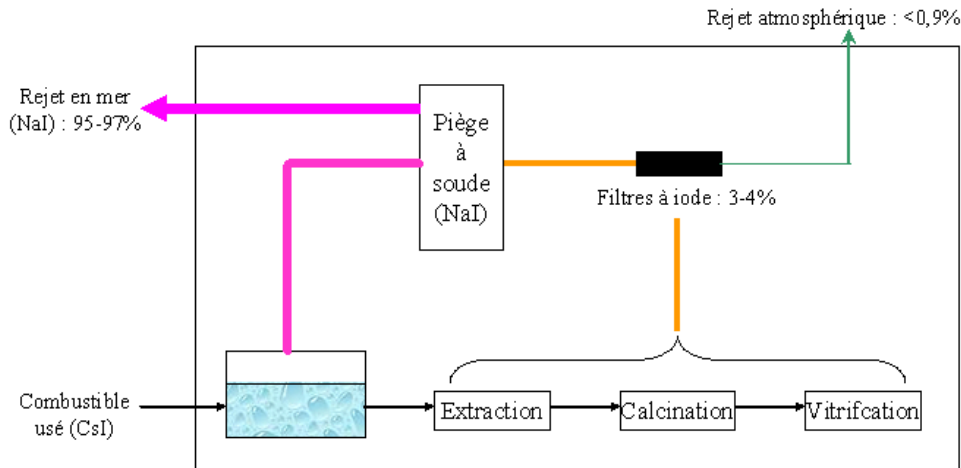 Rejet atmosphérique : <0,9%
Rejet en mer
(NaI) : 95-97%
Piège
à
soude
(NaI)
Filtres à iode : 3-4%
Combustible
usé (CsI)
Extraction
Calcination
Vitrifcation